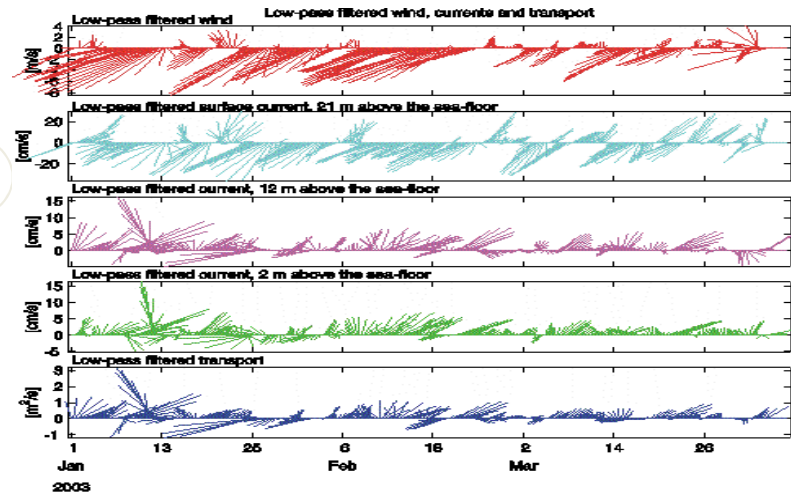 Low-pass filtered wind, currents and transport
Low-pass filtered wind
4
2
0
[m/s]
Low-pass filtered surface current, 21 m above the sea-floor
20
0
-20
[cm/s]
Low-pass filtered current, 12 m above the sea-floor
15
10
5
0
[cm/s]
Low-pass filtered current, 2 m above the sea-floor
15
10
5
0
-5
[cm/s]
Low-pass filtered transport
3
2
1
0
-1
[m²/s]
1 13 25 6 18 2 14 26
Jan Feb Mar
2003